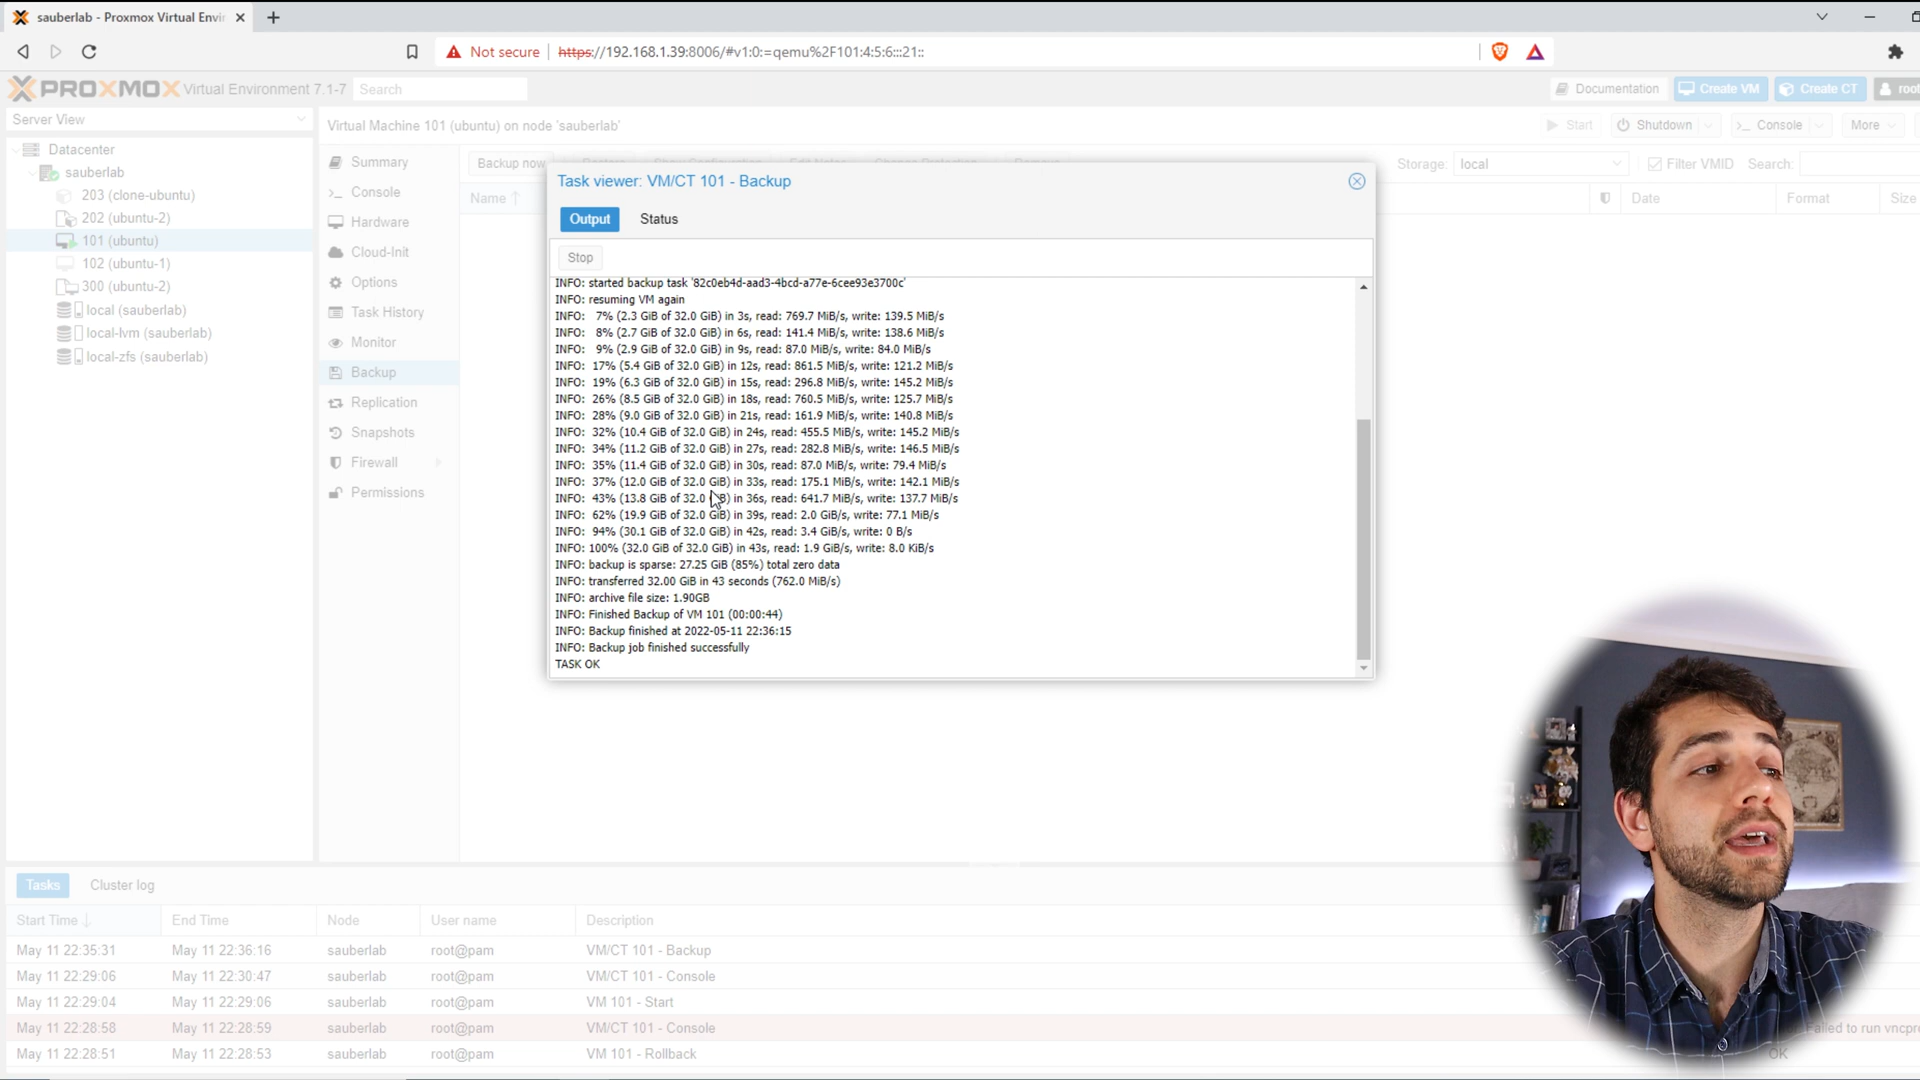 sauberlab - Proxmox Virtual Envi
Not secure
https://192.168.1.39:8006/#v1:0:=qemu%2F101:4:5:6:::21::
PROXMOX Virtual Environment 7.1-7
Search
Documentation
Create VM
Create CT
root
Server View
Virtual Machine 101 (ubuntu) on node 'sauberlab'
Start
Shutdown
>_ Console
More
Datacenter
sauberlab
203 (clone-ubuntu)
202 (ubuntu-2)
101 (ubuntu)
102 (ubuntu-1)
300 (ubuntu-2)
local (sauberlab)
local-lvm (sauberlab)
local-zfs (sauberlab)
Summary
>_ Console
Hardware
Cloud-Init
Options
Task History
Monitor
Backup
Replication
Snapshots
Firewall
Permissions
Backup now
Storage: local
Filter VMID
Search:
Name
Date
Format
Size
Task viewer: VM/CT 101 - Backup
Output
Status
Stop
INFO: started backup task '82c0eb4d-aad3-4bcd-a77e-6cee93e3700c'
INFO: resuming VM again
INFO: 7% (2.3 GiB of 32.0 GiB) in 3s, read: 769.7 MiB/s, write: 139.5 MiB/s
INFO: 8% (2.7 GiB of 32.0 GiB) in 6s, read: 141.4 MiB/s, write: 138.6 MiB/s
INFO: 9% (2.9 GiB of 32.0 GiB) in 9s, read: 87.0 MiB/s, write: 84.0 MiB/s
INFO: 17% (5.4 GiB of 32.0 GiB) in 12s, read: 861.5 MiB/s, write: 121.2 MiB/s
INFO: 19% (6.3 GiB of 32.0 GiB) in 15s, read: 296.8 MiB/s, write: 145.2 MiB/s
INFO: 26% (8.5 GiB of 32.0 GiB) in 18s, read: 760.5 MiB/s, write: 125.7 MiB/s
INFO: 28% (9.0 GiB of 32.0 GiB) in 21s, read: 161.9 MiB/s, write: 140.8 MiB/s
INFO: 32% (10.4 GiB of 32.0 GiB) in 24s, read: 455.5 MiB/s, write: 145.2 MiB/s
INFO: 34% (11.2 GiB of 32.0 GiB) in 27s, read: 282.8 MiB/s, write: 146.5 MiB/s
INFO: 35% (11.4 GiB of 32.0 GiB) in 30s, read: 87.0 MiB/s, write: 79.4 MiB/s
INFO: 37% (12.0 GiB of 32.0 GiB) in 33s, read: 175.1 MiB/s, write: 142.1 MiB/s
INFO: 43% (13.8 GiB of 32.0 GiB) in 36s, read: 641.7 MiB/s, write: 137.7 MiB/s
INFO: 62% (19.9 GiB of 32.0 GiB) in 39s, read: 2.0 GiB/s, write: 77.1 MiB/s
INFO: 94% (30.1 GiB of 32.0 GiB) in 42s, read: 3.4 GiB/s, write: 0 B/s
INFO: 100% (32.0 GiB of 32.0 GiB) in 43s, read: 1.9 GiB/s, write: 8.0 KiB/s
INFO: backup is sparse: 27.25 GiB (85%) total zero data
INFO: transferred 32.00 GiB in 43 seconds (762.0 MiB/s)
INFO: archive file size: 1.90GB
INFO: Finished Backup of VM 101 (00:00:44)
INFO: Backup finished at 2022-05-11 22:36:15
INFO: Backup job finished successfully
TASK OK
Tasks
Cluster log
Start Time End Time Node User name Description
May 11 22:35:31 May 11 22:36:16 sauberlab root@pam VM/CT 101 - Backup
May 11 22:29:06 May 11 22:30:47 sauberlab root@pam VM/CT 101 - Console
May 11 22:29:04 May 11 22:29:06 sauberlab root@pam VM 101 - Start
May 11 22:28:58 May 11 22:28:59 sauberlab root@pam VM/CT 101 - Console Failed to run vncpro
May 11 22:28:51 May 11 22:28:53 sauberlab root@pam VM 101 - Rollback OK